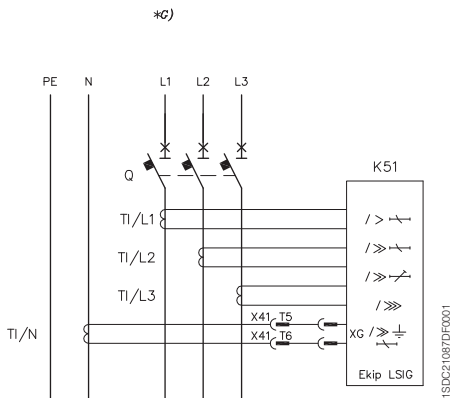 *G)
PE N L1 L2 L3
Q
K51
TI/L1
TI/L2
TI/L3
TI/N
X41 T5
X41 T6
/>
/≫
/≫
/⋙
XG /≫
Ekip LSIG
1SDC21087DF0001